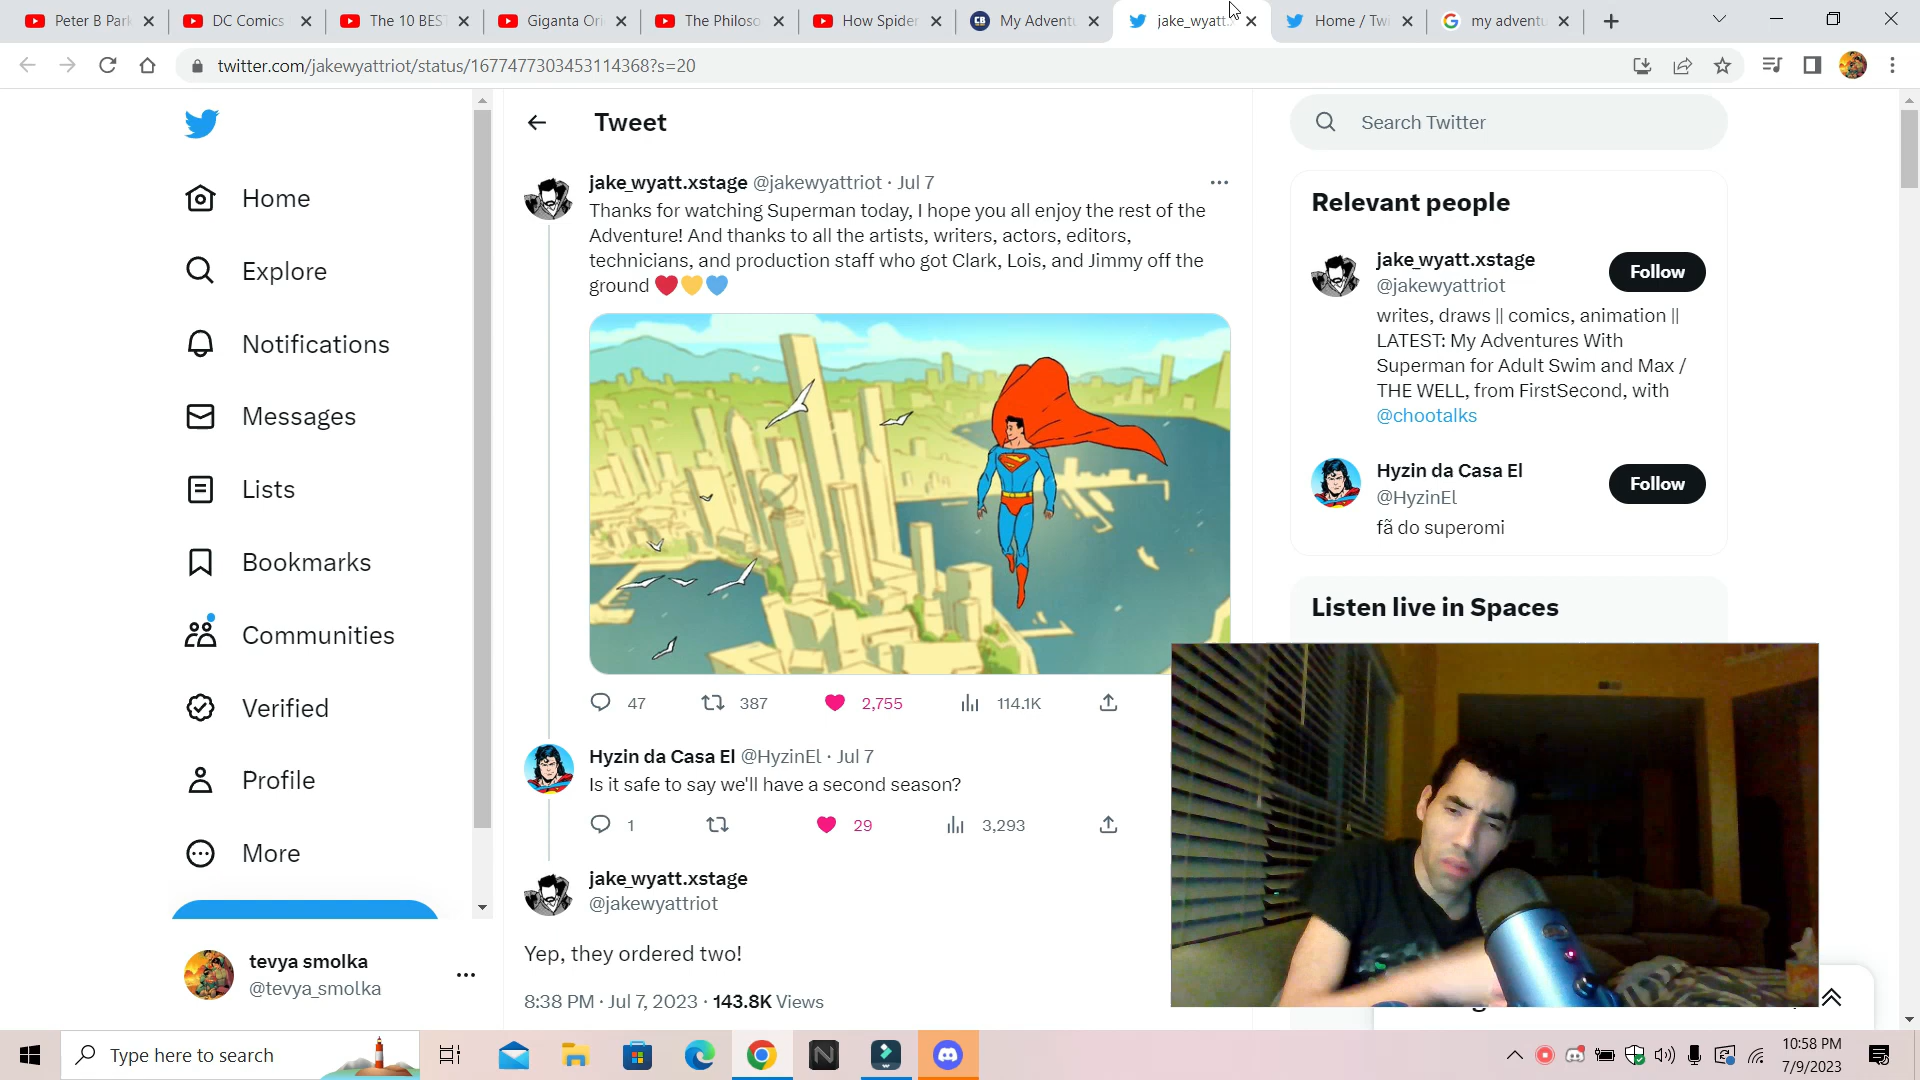 Peter B Park
DC Comics
The 10 BES
Giganta Ori
The Philoso
How Spider
My Adventu
jake_wyatt.
Home / Twi
my adventu
twitter.com/jakewyattriot/status/1677477303453114368?s=20
Home
Explore
Notifications
Messages
Lists
Bookmarks
Communities
Verified
Profile
More
tevya smolka
@tevya_smolka
Tweet
jake_wyatt.xstage @jakewyattriot · Jul 7
Thanks for watching Superman today, I hope you all enjoy the rest of the
Adventure! And thanks to all the artists, writers, actors, editors,
technicians, and production staff who got Clark, Lois, and Jimmy off the
ground ❤️💛💙
47 387 2,755 114.1K
Hyzin da Casa El @HyzinEl · Jul 7
Is it safe to say we'll have a second season?
1 29 3,293
jake_wyatt.xstage
@jakewyattriot
Yep, they ordered two!
8:38 PM · Jul 7, 2023 · 143.8K Views
Search Twitter
Relevant people
jake_wyatt.xstage
@jakewyattriot
Follow
writes, draws || comics, animation ||
LATEST: My Adventures With
Superman for Adult Swim and Max /
THE WELL, from FirstSecond, with
@chootalks
Hyzin da Casa El
@HyzinEl
Follow
fã do superomi
Listen live in Spaces
Type here to search
10:58 PM
7/9/2023